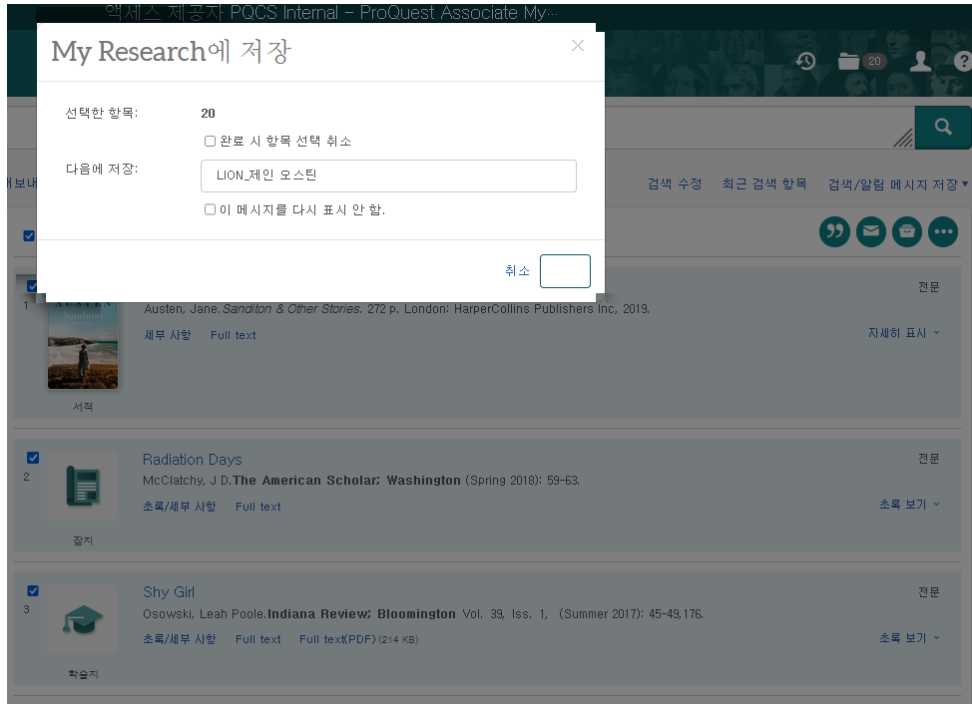 액세스 제공자 PQCS Internal – ProQuest Associate My...
My Research에 저장
×
20
?
선택한 항목: 20
완료 시 항목 선택 취소
다음에 저장: LION_제인 오스틴
이 메시지를 다시 표시 안 함.
검색 수정 최근 검색 항목 검색/알림 메시지 저장
취소
전문
1
AUSTEN
Sanditon
Austen, Jane. Sanditon & Other Stories. 272 p. London: HarperCollins Publishers Inc, 2019.
세부 사항 Full text
자세히 표시
서적
2
Radiation Days
전문
McClatchy, J D.The American Scholar; Washington (Spring 2018): 59-63.
초록/세부 사항 Full text
초록 보기
잡지
3
Shy Girl
전문
Osowski, Leah Poole.Indiana Review; Bloomington Vol. 39, Iss. 1, (Summer 2017): 45-49,176.
초록/세부 사항 Full text Full text(PDF) (214 KB)
초록 보기
학술지